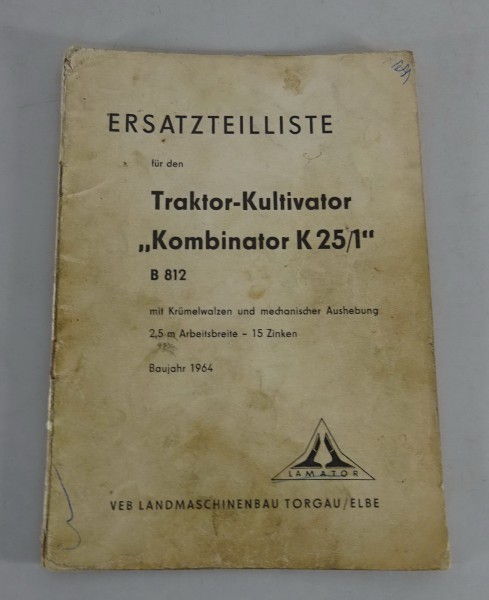 ERSATZTEILLISTE
für den
Traktor-Kultivator
„Kombinator K 25/1"
B 812
mit Krümelwalzen und mechanischer Aushebung
2,5 m Arbeitsbreite – 15 Zinken
Baujahr 1964
LAMATOR
VEB LANDMASCHINENBAU TORGAU/ELBE